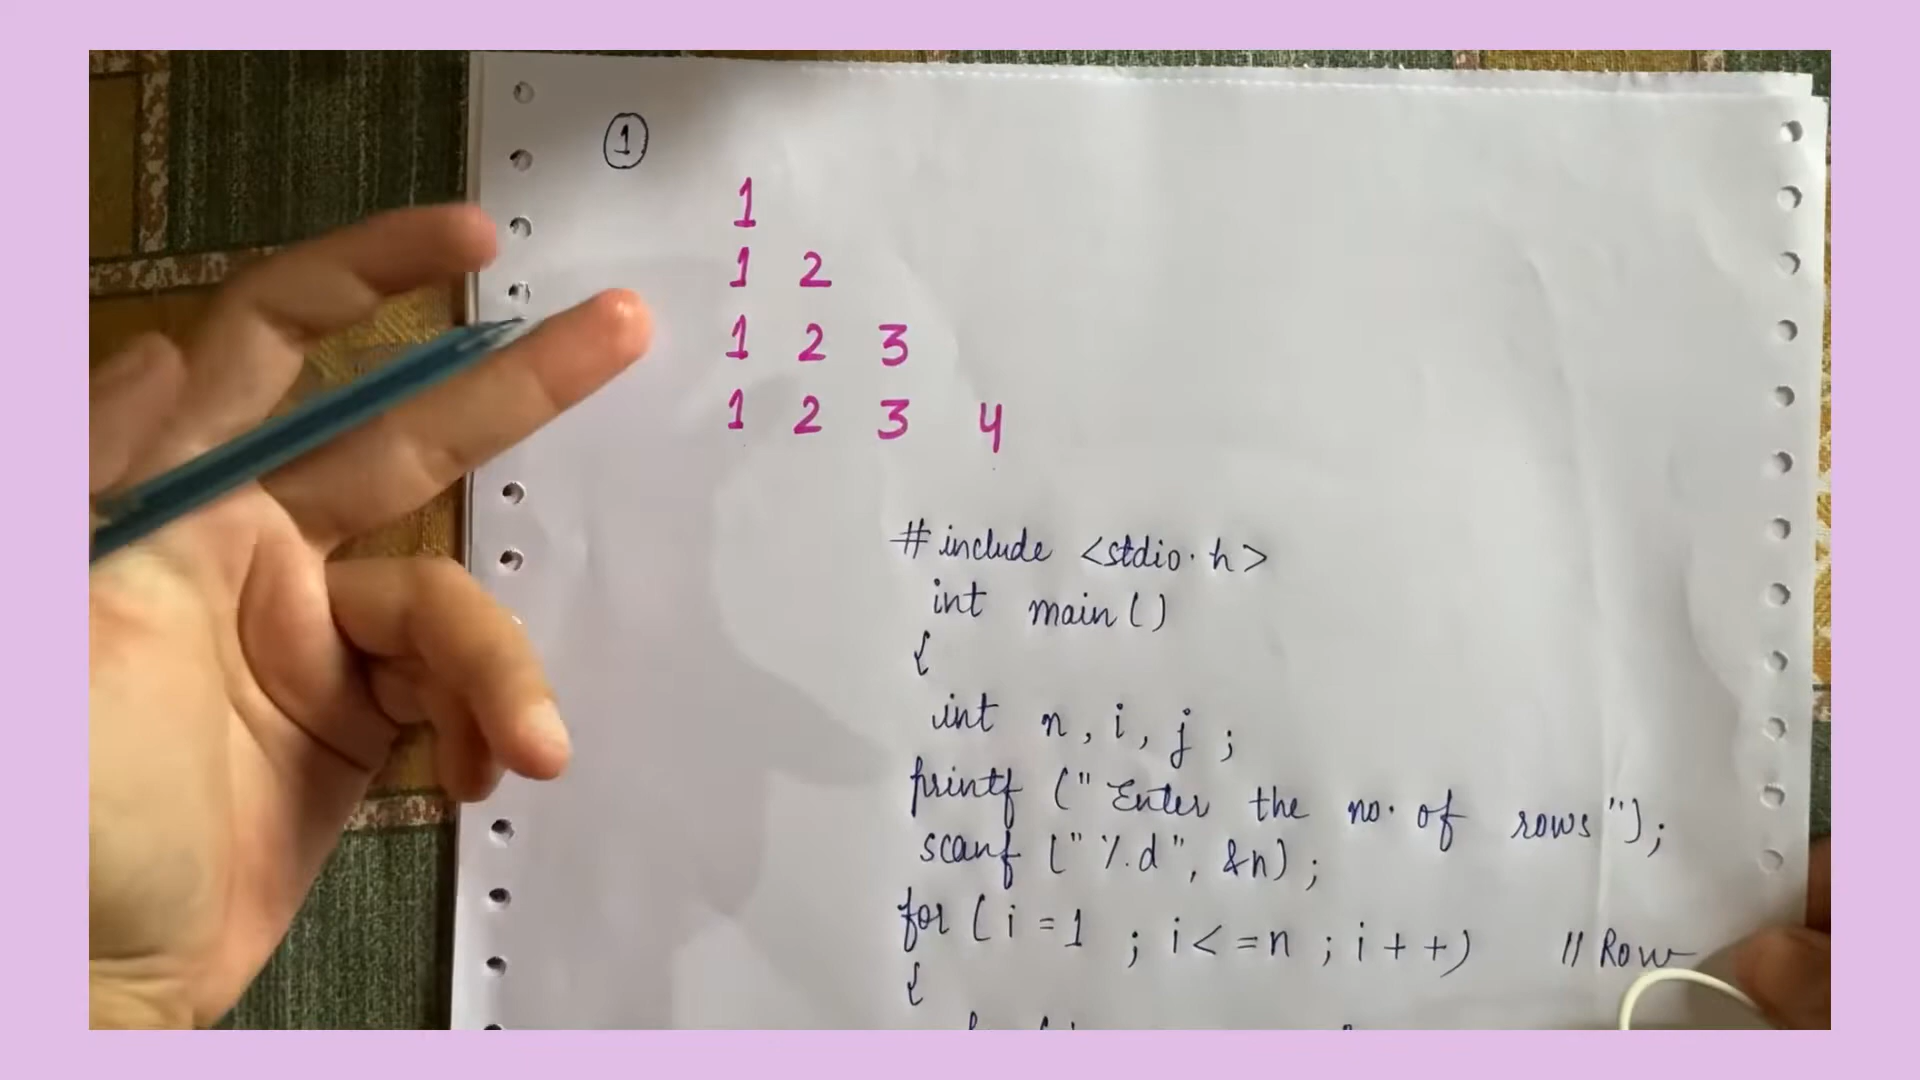 1
1
1 2
1 2 3
1 2 3 4
# include <stdio.h>
int main()
{
int n, i, j ;
printf (" Enter the no. of rows");
scanf (" %d", &n) ;
for ( i = 1 ; i < = n ; i + + ) // Row
{